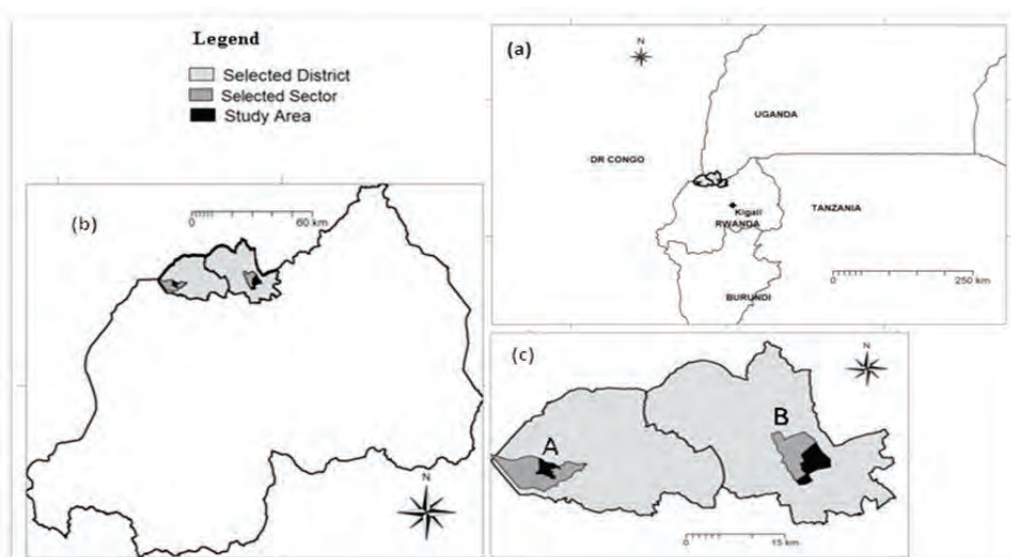 Legend
Selected District
Selected Sector
Study Area
(b)
0 60 km
N
(a)
N
UGANDA
DR CONGO
TANZANIA
Kigali
RWANDA
0 250 km
BURUNDI
(c)
N
A
B
0 15 km